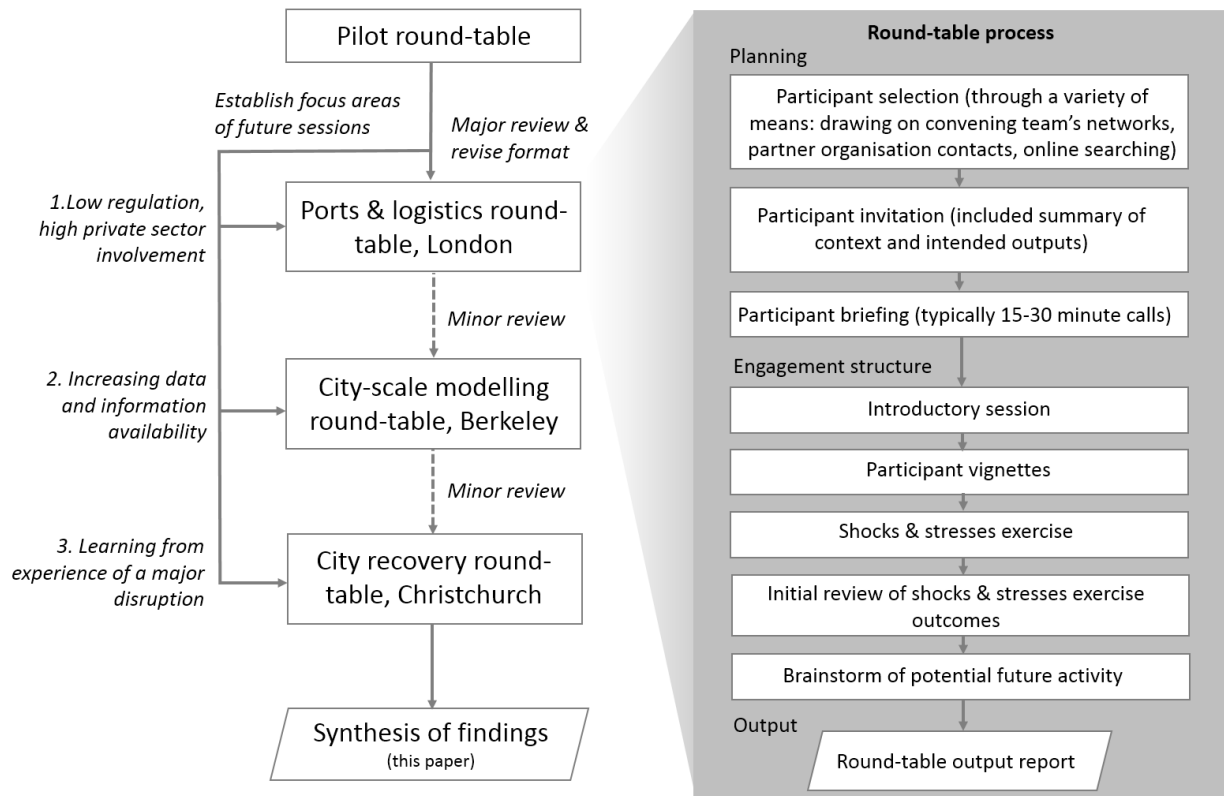 Pilot round-table
Establish focus areas
of future sessions
Major review &
revise format
1.Low regulation,
high private sector
involvement
Ports & logistics round-
table, London
Minor review
2. Increasing data
and information
availability
City-scale modelling
round-table, Berkeley
Minor review
3. Learning from
experience of a major
disruption
City recovery round-
table, Christchurch
Synthesis of findings
(this paper)
Round-table process
Planning
Participant selection (through a variety of
means: drawing on convening team’s networks,
partner organisation contacts, online searching)
Participant invitation (included summary of
context and intended outputs)
Participant briefing (typically 15-30 minute calls)
Engagement structure
Introductory session
Participant vignettes
Shocks & stresses exercise
Initial review of shocks & stresses exercise
outcomes
Brainstorm of potential future activity
Output
Round-table output report